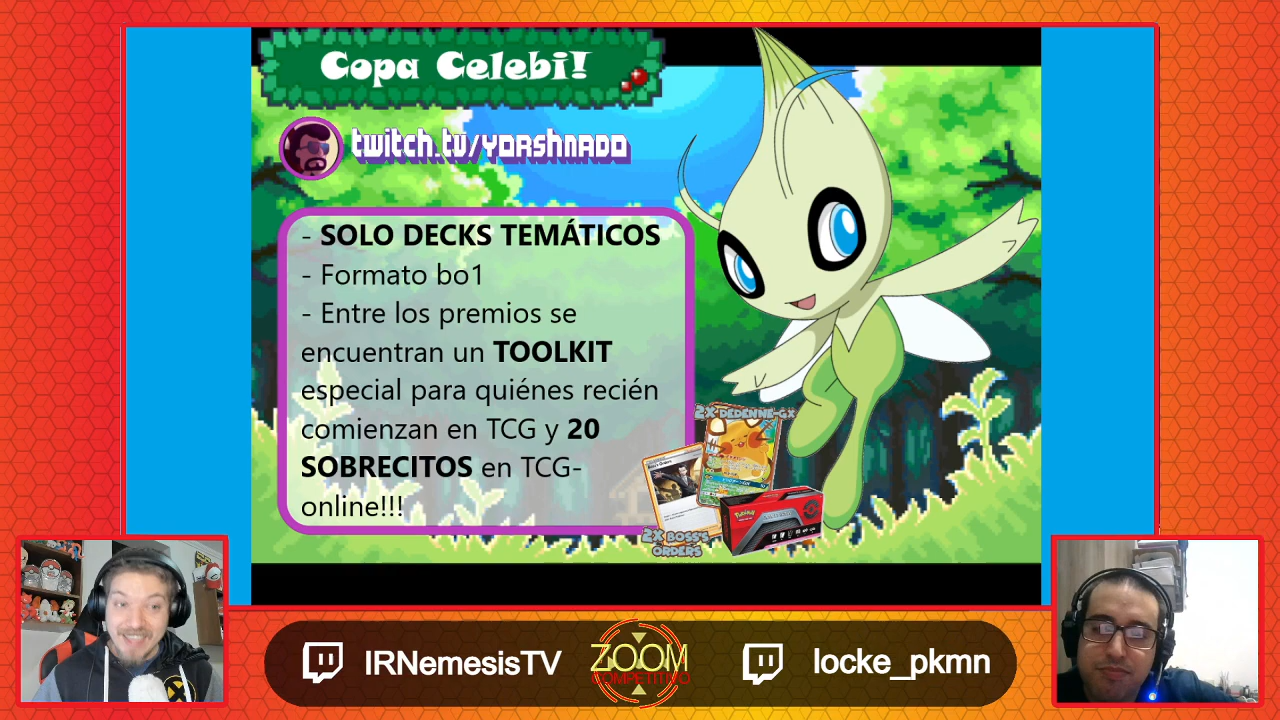 Copa Celebi!
twitch.tv/YORSHNADO
- SOLO DECKS TEMÁTICOS
- Formato bo1
- Entre los premios se
encuentran un TOOLKIT
especial para quiénes recién
comienzan en TCG y 20
SOBRECITOS en TCG-
online!!!
2X DEDENNE-GX
2X BOSS'S
ORDERS
IRNemesisTV
ZOOM
COMPETITIVO
locke_pkmn